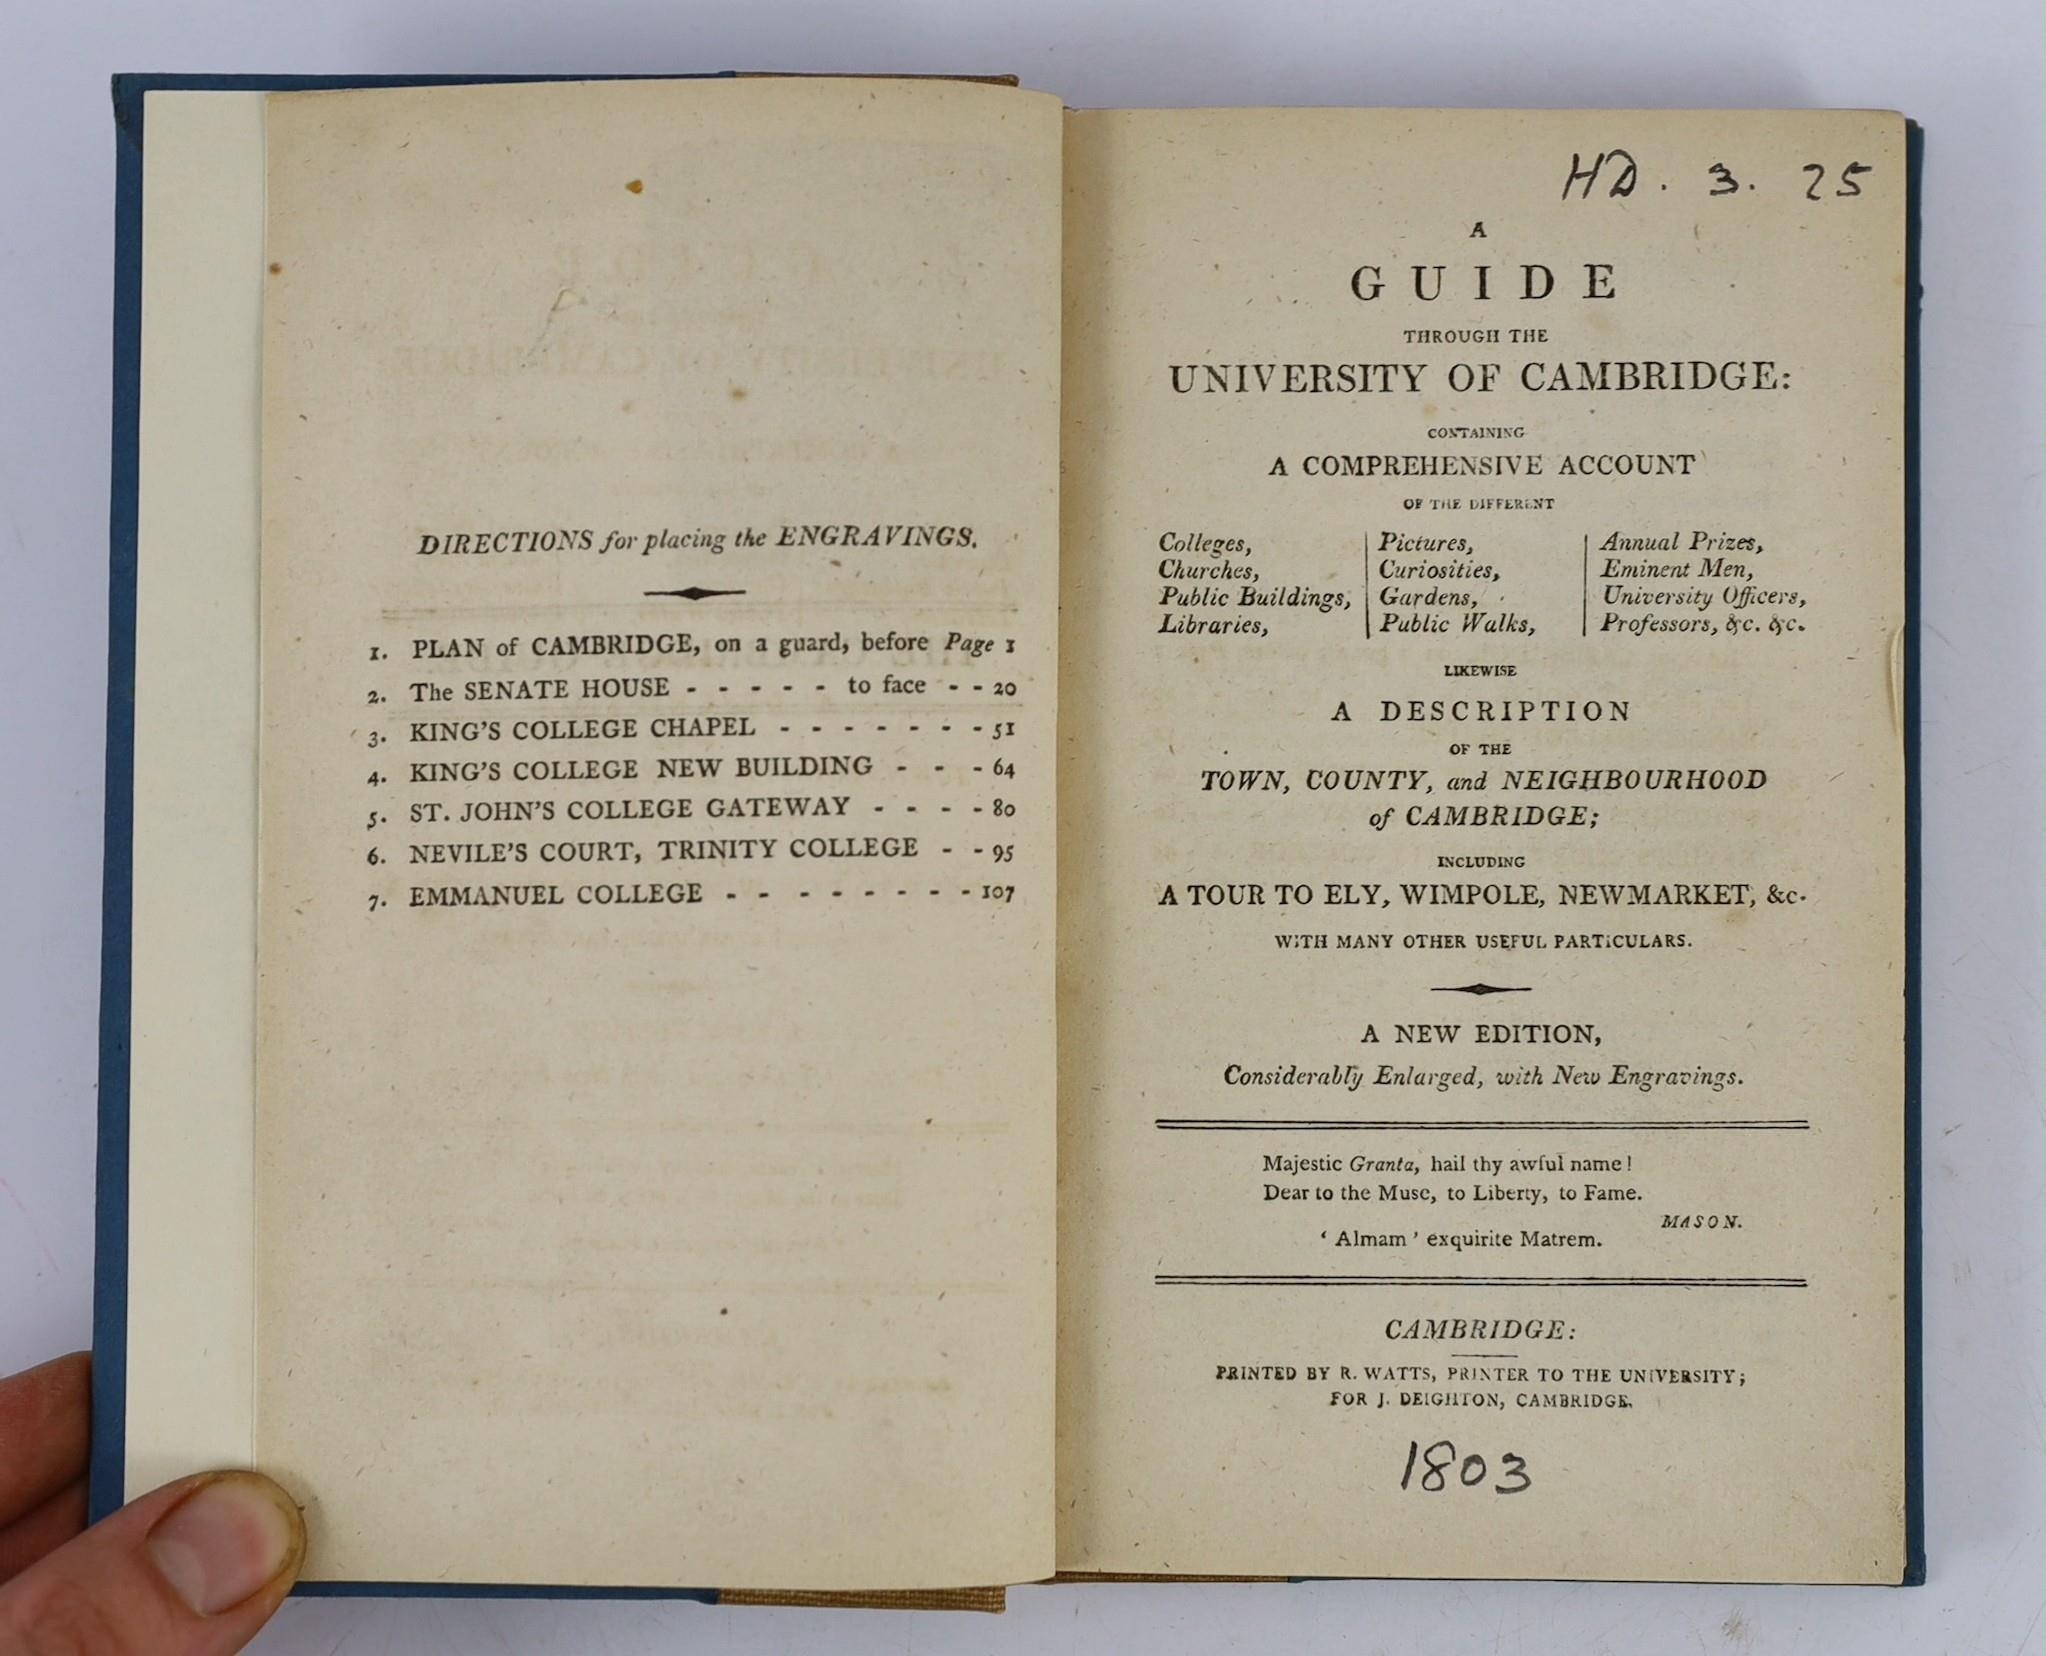 DIRECTIONS for placing the ENGRAVINGS.
1. PLAN of CAMBRIDGE, on a guard, before Page 1
2. The SENATE HOUSE - - - - - to face - - 20
3. KING'S COLLEGE CHAPEL - - - - - - - 51
4. KING'S COLLEGE NEW BUILDING - - - 64
5. ST. JOHN'S COLLEGE GATEWAY - - - - 80
6. NEVILE'S COURT, TRINITY COLLEGE - - 95
7. EMMANUEL COLLEGE - - - - - - - - 107
HD. 3. 25
A
GUIDE
THROUGH THE
UNIVERSITY OF CAMBRIDGE:
CONTAINING
A COMPREHENSIVE ACCOUNT
OF THE DIFFERENT
Colleges,
Churches,
Public Buildings,
Libraries,
Pictures,
Curiosities,
Gardens,
Public Walks,
Annual Prizes,
Eminent Men,
University Officers,
Professors, &c. &c.
LIKEWISE
A DESCRIPTION
OF THE
TOWN, COUNTY, and NEIGHBOURHOOD
of CAMBRIDGE;
INCLUDING
A TOUR TO ELY, WIMPOLE, NEWMARKET, &c.
WITH MANY OTHER USEFUL PARTICULARS.
A NEW EDITION,
Considerably Enlarged, with New Engravings.
Majestic Granta, hail thy awful name!
Dear to the Muse, to Liberty, to Fame.
MASON.
‘ Almam ’ exquirite Matrem.
CAMBRIDGE:
PRINTED BY R. WATTS, PRINTER TO THE UNIVERSITY;
FOR J. DEIGHTON, CAMBRIDGE.
1803